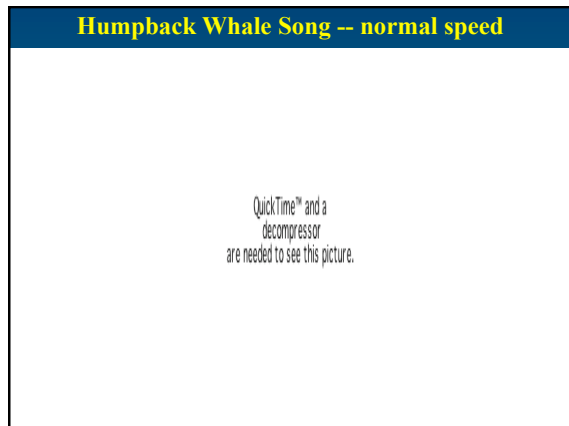 Humpback Whale Song -- normal speed
QuickTime™ and a
decompressor
are needed to see this picture.